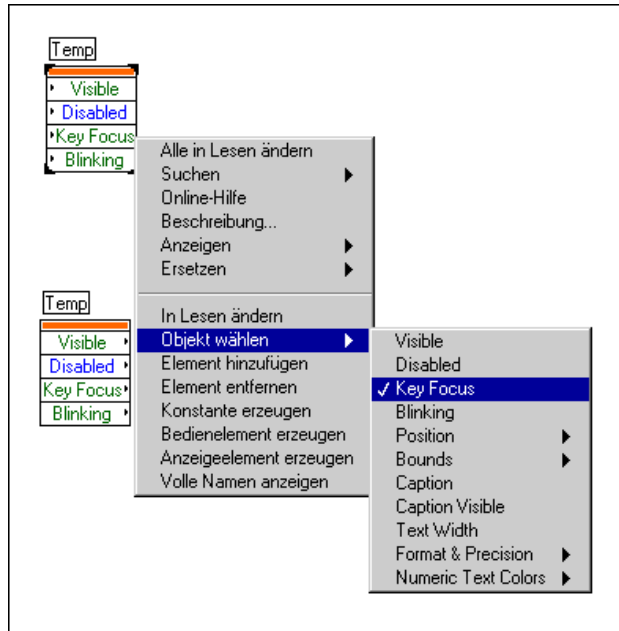 Temp
Visible
Disabled
Key Focus
Blinking
Alle in Lesen ändern
Suchen
Online-Hilfe
Beschreibung...
Anzeigen
Ersetzen
In Lesen ändern
Objekt wählen
Element hinzufügen
Element entfernen
Konstante erzeugen
Bedienelement erzeugen
Anzeigeelement erzeugen
Volle Namen anzeigen
Temp
Visible
Disabled
Key Focus
Blinking
Visible
Disabled
Key Focus
Blinking
Position
Bounds
Caption
Caption Visible
Text Width
Format & Precision
Numeric Text Colors